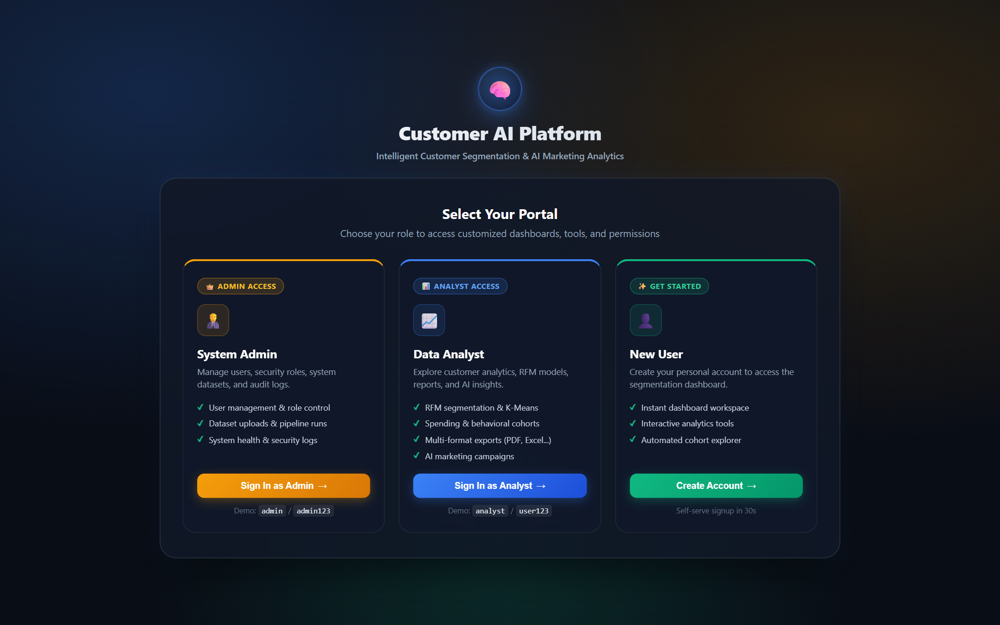 Customer AI Platform
Intelligent Customer Segmentation & AI Marketing Analytics
Select Your Portal
Choose your role to access customized dashboards, tools, and permissions
ADMIN ACCESS
System Admin
Manage users, security roles, system
datasets, and audit logs.
✓ User management & role control
✓ Dataset uploads & pipeline runs
✓ System health & security logs
Sign In as Admin →
Demo: admin / admin123
ANALYST ACCESS
Data Analyst
Explore customer analytics, RFM models,
reports, and AI insights.
✓ RFM segmentation & K-Means
✓ Spending & behavioral cohorts
✓ Multi-format exports (PDF, Excel...)
✓ AI marketing campaigns
Sign In as Analyst →
Demo: analyst / user123
GET STARTED
New User
Create your personal account to access the
segmentation dashboard.
✓ Instant dashboard workspace
✓ Interactive analytics tools
✓ Automated cohort explorer
Create Account →
Self-serve signup in 30s